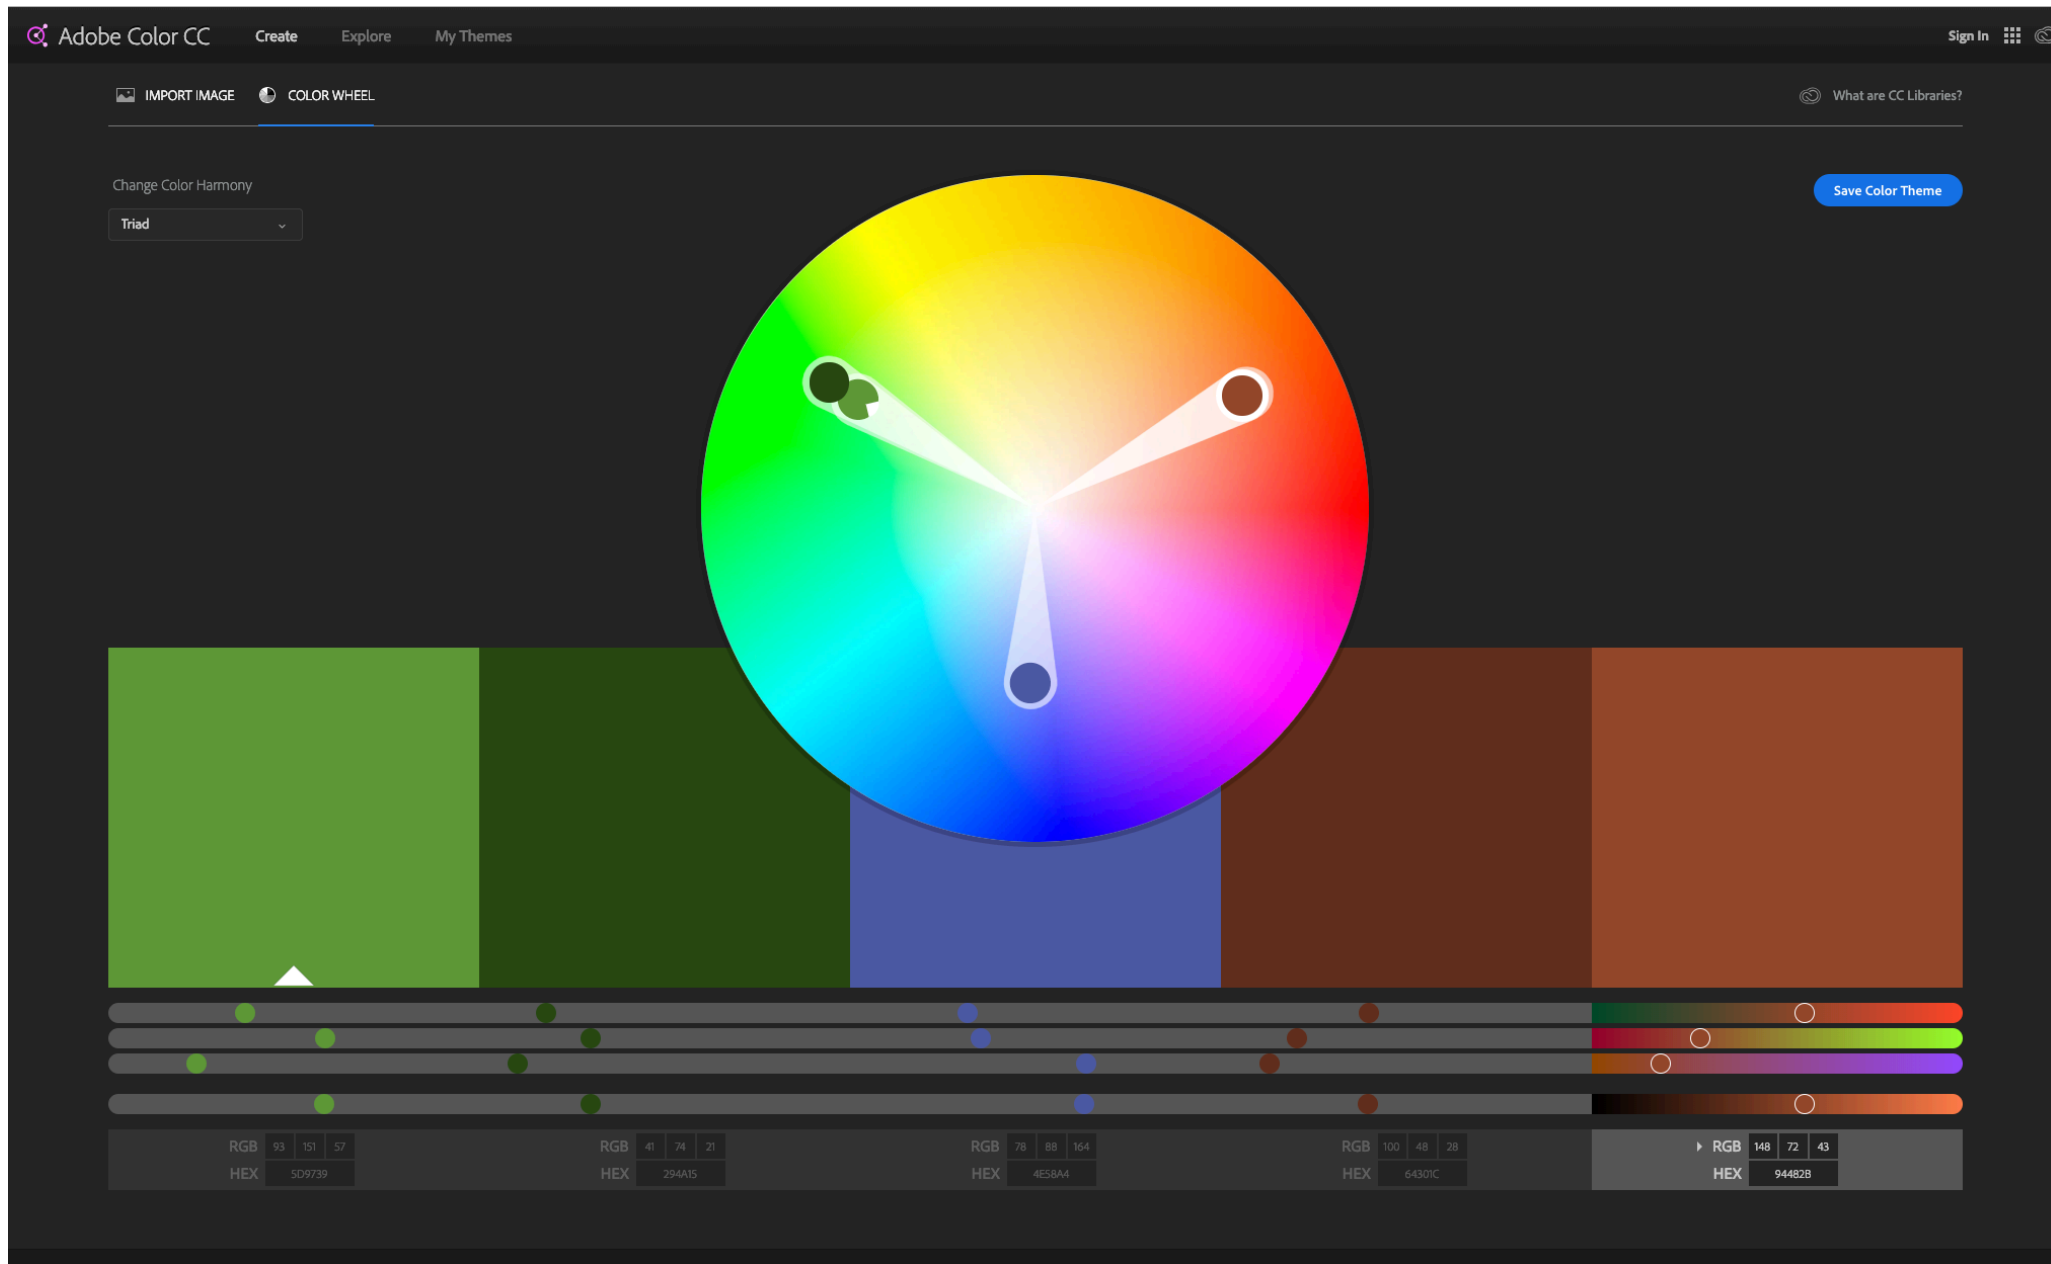 Adobe Color CC Create Explore My Themes Sign In
IMPORT IMAGE COLOR WHEEL What are CC Libraries?
Change Color Harmony
Save Color Theme
Triad
RGB 93 151 57 RGB 41 74 21 RGB 78 88 164 RGB 100 48 28 RGB 148 72 43
HEX 5D9739 HEX 294A15 HEX 4E58A4 HEX 64301C HEX 94482B